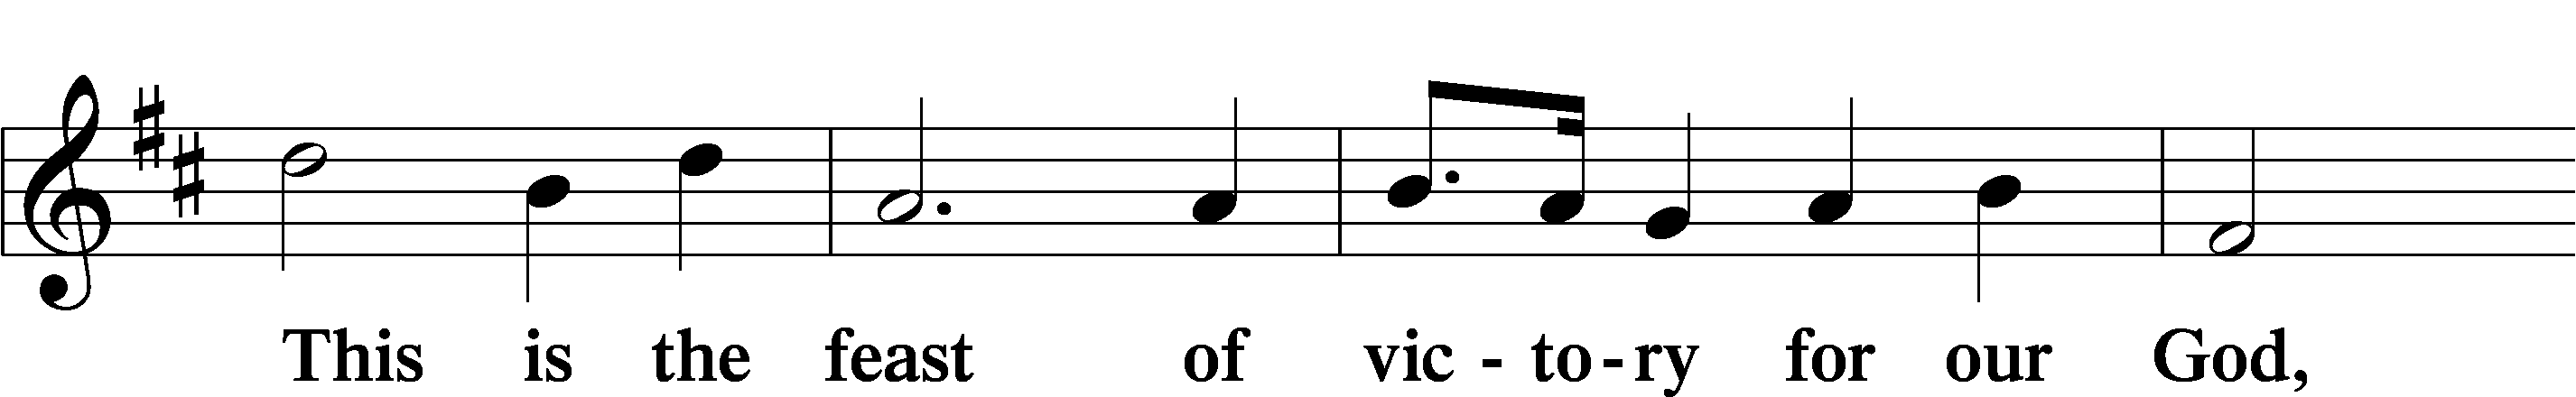 This is the feast of vic - to - ry for our God,